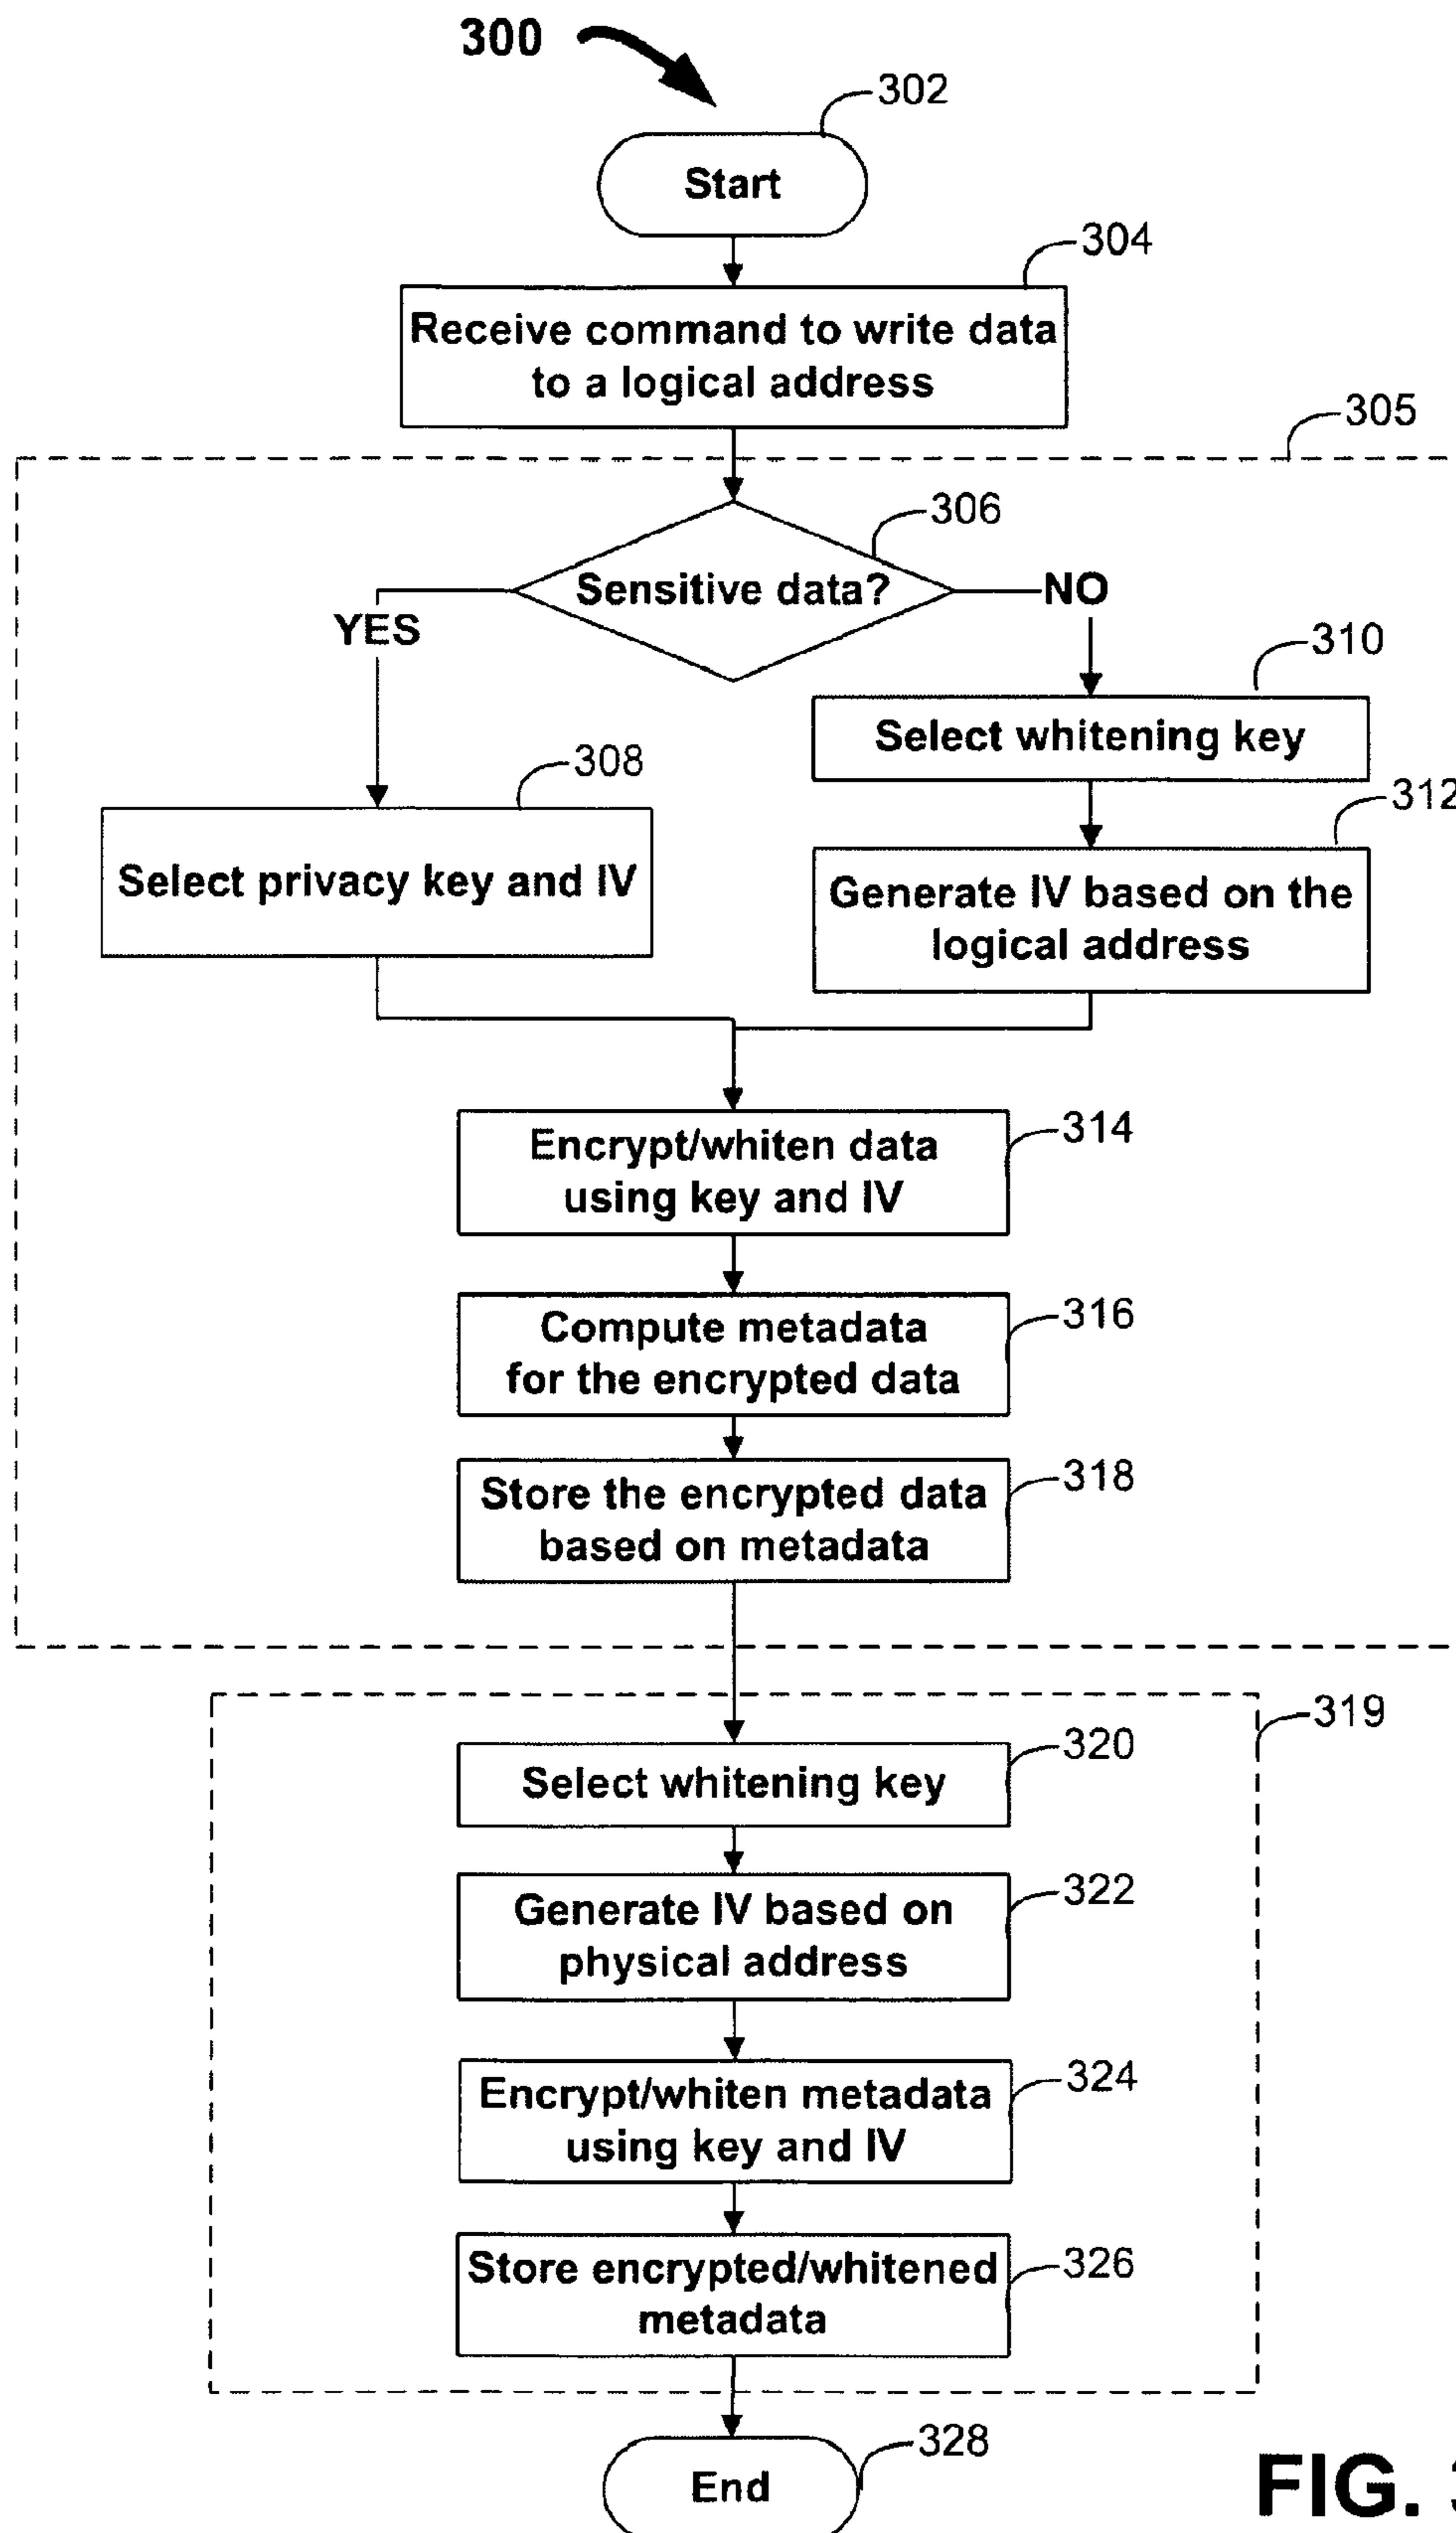 300
302
Start
304
Receive command to write data
to a logical address
305
306
Sensitive data?
YES
NO
310
Select whitening key
308
Select privacy key and IV
312
Generate IV based on the
logical address
314
Encrypt/whiten data
using key and IV
316
Compute metadata
for the encrypted data
318
Store the encrypted data
based on metadata
319
320
Select whitening key
322
Generate IV based on
physical address
324
Encrypt/whiten metadata
using key and IV
326
Store encrypted/whitened
metadata
328
End
FIG.